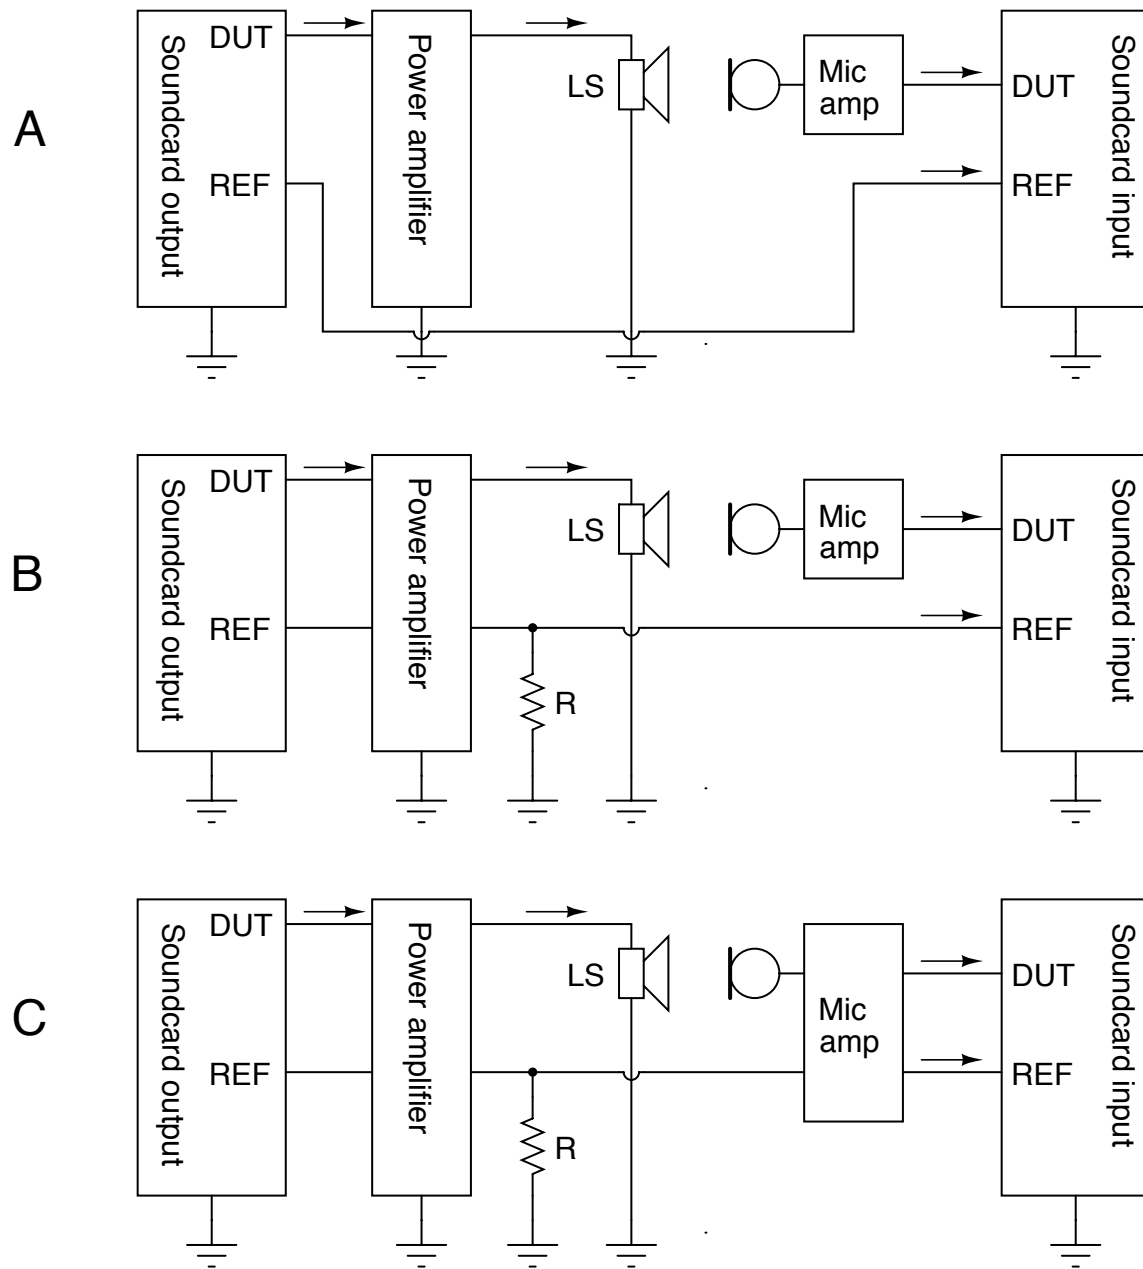 A
Soundcard output
DUT
REF
Power amplifier
LS
Mic
amp
DUT
REF
Soundcard input
B
Soundcard output
DUT
REF
Power amplifier
R
LS
Mic
amp
DUT
REF
Soundcard input
C
Soundcard output
DUT
REF
Power amplifier
R
LS
Mic
amp
DUT
REF
Soundcard input